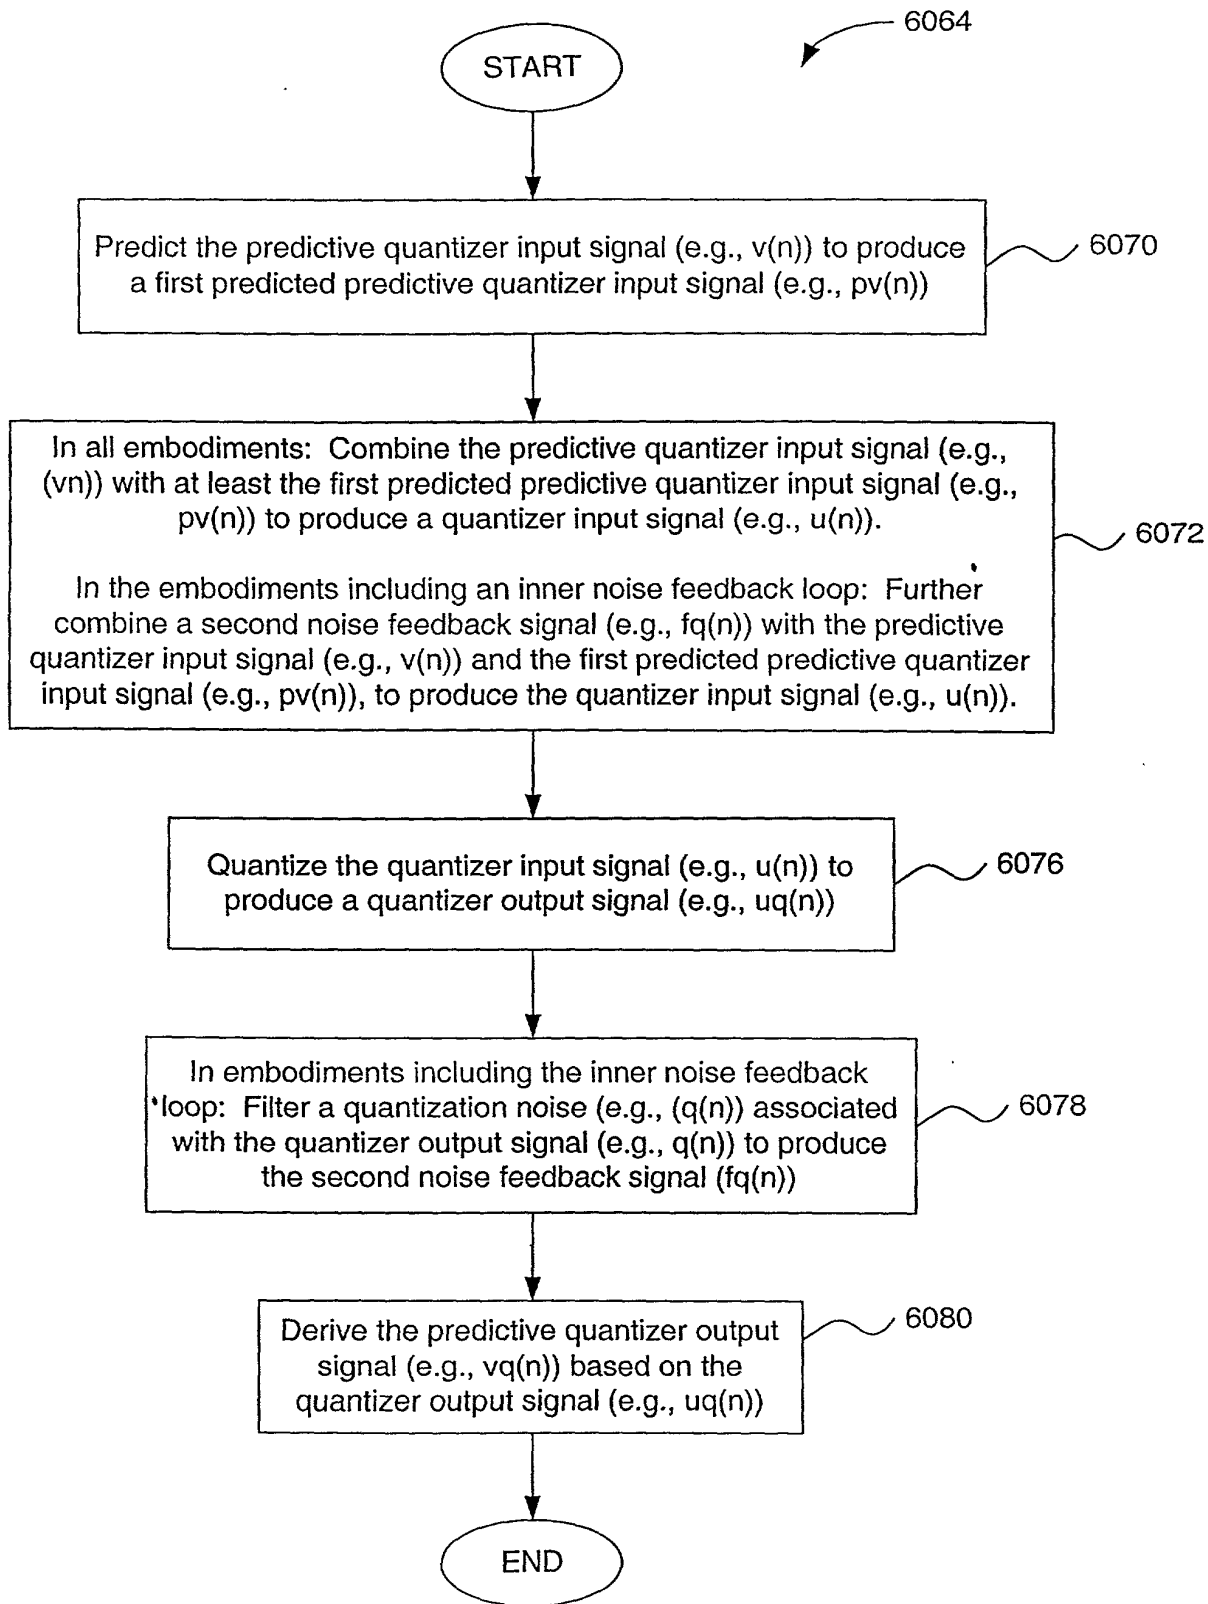 6064
START
Predict the predictive quantizer input signal (e.g., v(n)) to produce
a first predicted predictive quantizer input signal (e.g., pv(n))
6070
In all embodiments: Combine the predictive quantizer input signal (e.g.,
(vn)) with at least the first predicted predictive quantizer input signal (e.g.,
pv(n)) to produce a quantizer input signal (e.g., u(n)).
In the embodiments including an inner noise feedback loop: Further
combine a second noise feedback signal (e.g., fq(n)) with the predictive
quantizer input signal (e.g., v(n)) and the first predicted predictive quantizer
input signal (e.g., pv(n)), to produce the quantizer input signal (e.g., u(n)).
6072
Quantize the quantizer input signal (e.g., u(n)) to
produce a quantizer output signal (e.g., uq(n))
6076
In embodiments including the inner noise feedback
loop: Filter a quantization noise (e.g., (q(n)) associated
with the quantizer output signal (e.g., q(n)) to produce
the second noise feedback signal (fq(n))
6078
Derive the predictive quantizer output
signal (e.g., vq(n)) based on the
quantizer output signal (e.g., uq(n))
6080
END